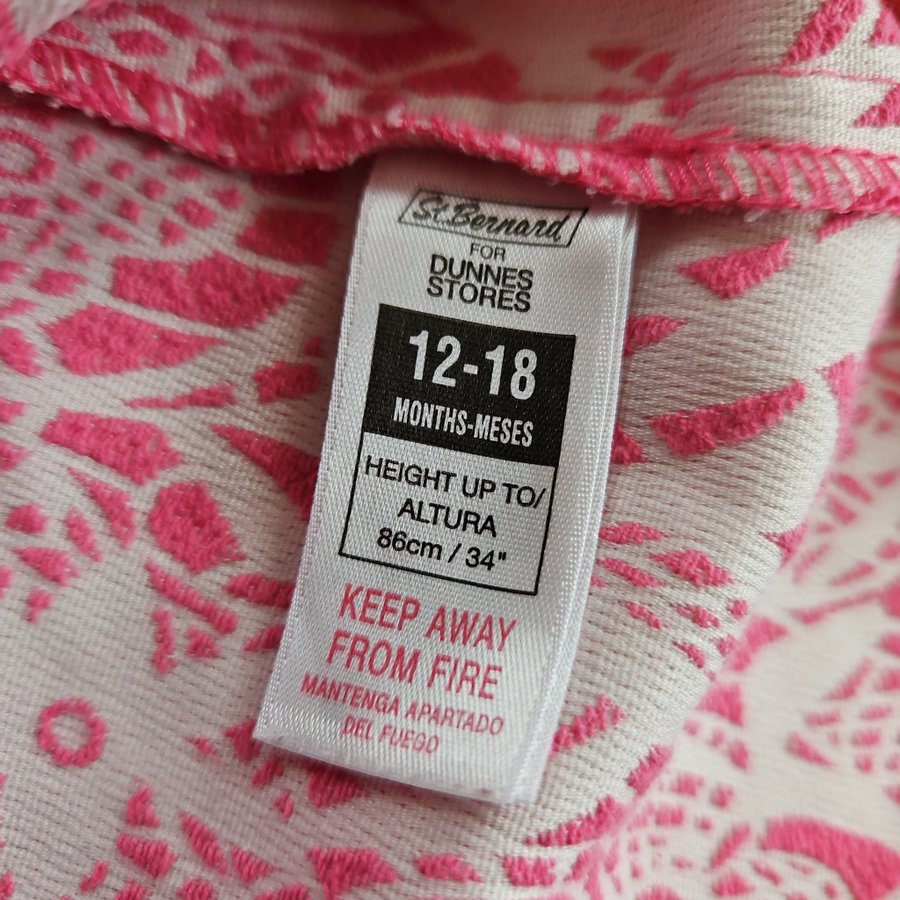 St.Bernard
FOR
DUNNES
STORES
12-18
MONTHS-MESES
HEIGHT UP TO/
ALTURA
86cm / 34"
KEEP AWAY
FROM FIRE
MANTENGA APARTADO
DEL FUEGO